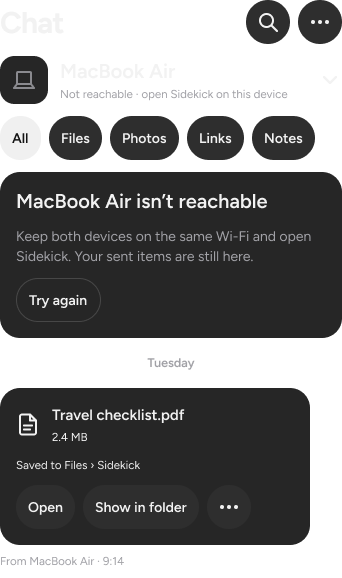 Chat
MacBook Air
Not reachable · open Sidekick on this device
All
Files
Photos
Links
Notes
MacBook Air isn’t reachable
Keep both devices on the same Wi-Fi and open
Sidekick. Your sent items are still here.
Try again
Tuesday
Travel checklist.pdf
2.4 MB
Saved to Files › Sidekick
Open
Show in folder
From MacBook Air · 9:14